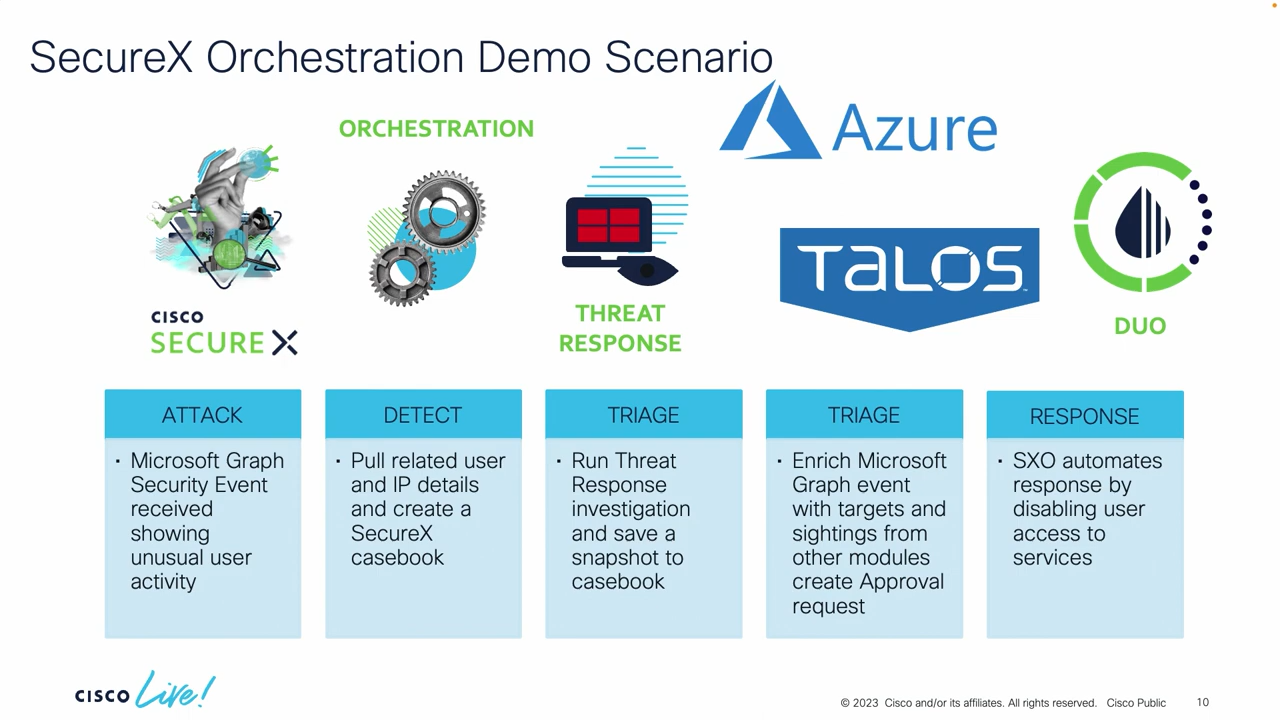 SecureX Orchestration Demo Scenario
ORCHESTRATION
Azure
CISCO
SECURE X
THREAT
RESPONSE
TALOS
DUO
ATTACK
· Microsoft Graph
Security Event
received
showing
unusual user
activity
DETECT
· Pull related user
and IP details
and create a
SecureX
casebook
TRIAGE
· Run Threat
Response
investigation
and save a
snapshot to
casebook
TRIAGE
· Enrich Microsoft
Graph event
with targets and
sightings from
other modules
create Approval
request
RESPONSE
· SXO automates
response by
disabling user
access to
services
CISCO Live!
© 2023 Cisco and/or its affiliates. All rights reserved. Cisco Public
10